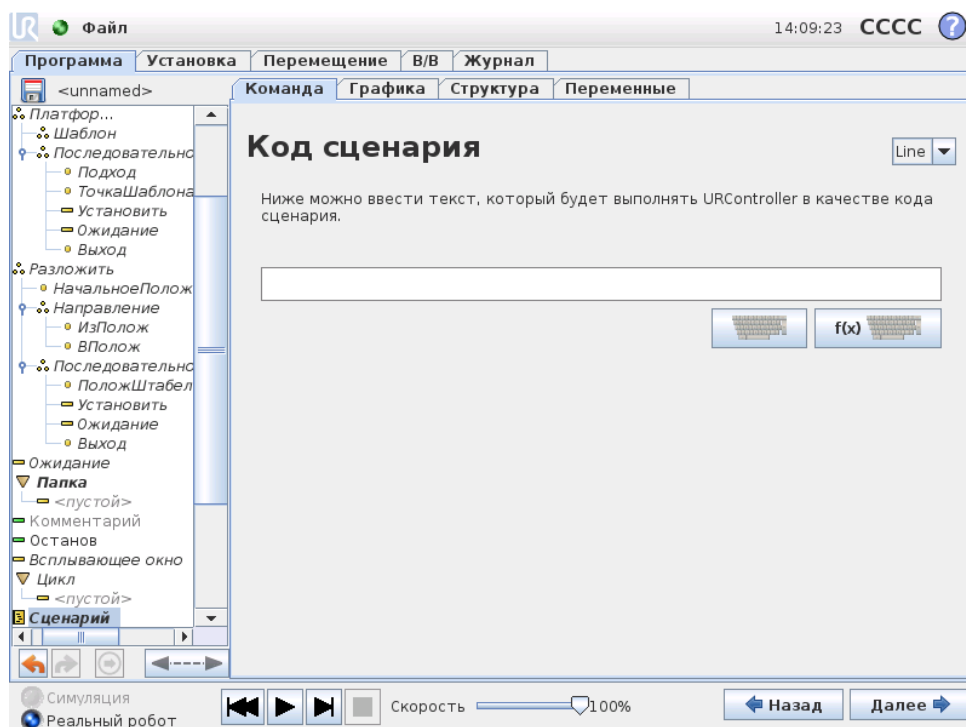 UR Файл 14:09:23 CCCC ?
Программа Установка Перемещение В/В Журнал
<unnamed> Команда Графика Структура Переменные
Платфор...
Шаблон
Последовательно
Подход
ТочкаШаблона
Установить
Ожидание
Выход
Разложить
НачальноеПолож
Направление
ИзПолож
ВПолож
Последовательно
ПоложШтабел
Установить
Ожидание
Выход
Ожидание
Папка
<пустой>
Комментарий
Останов
Всплывающее окно
Цикл
<пустой>
Сценарий
Код сценария
Line
Ниже можно ввести текст, который будет выполнять URController в качестве кода
сценария.
f(x)
Симуляция
Реальный робот
Скорость 100%
Назад Далее